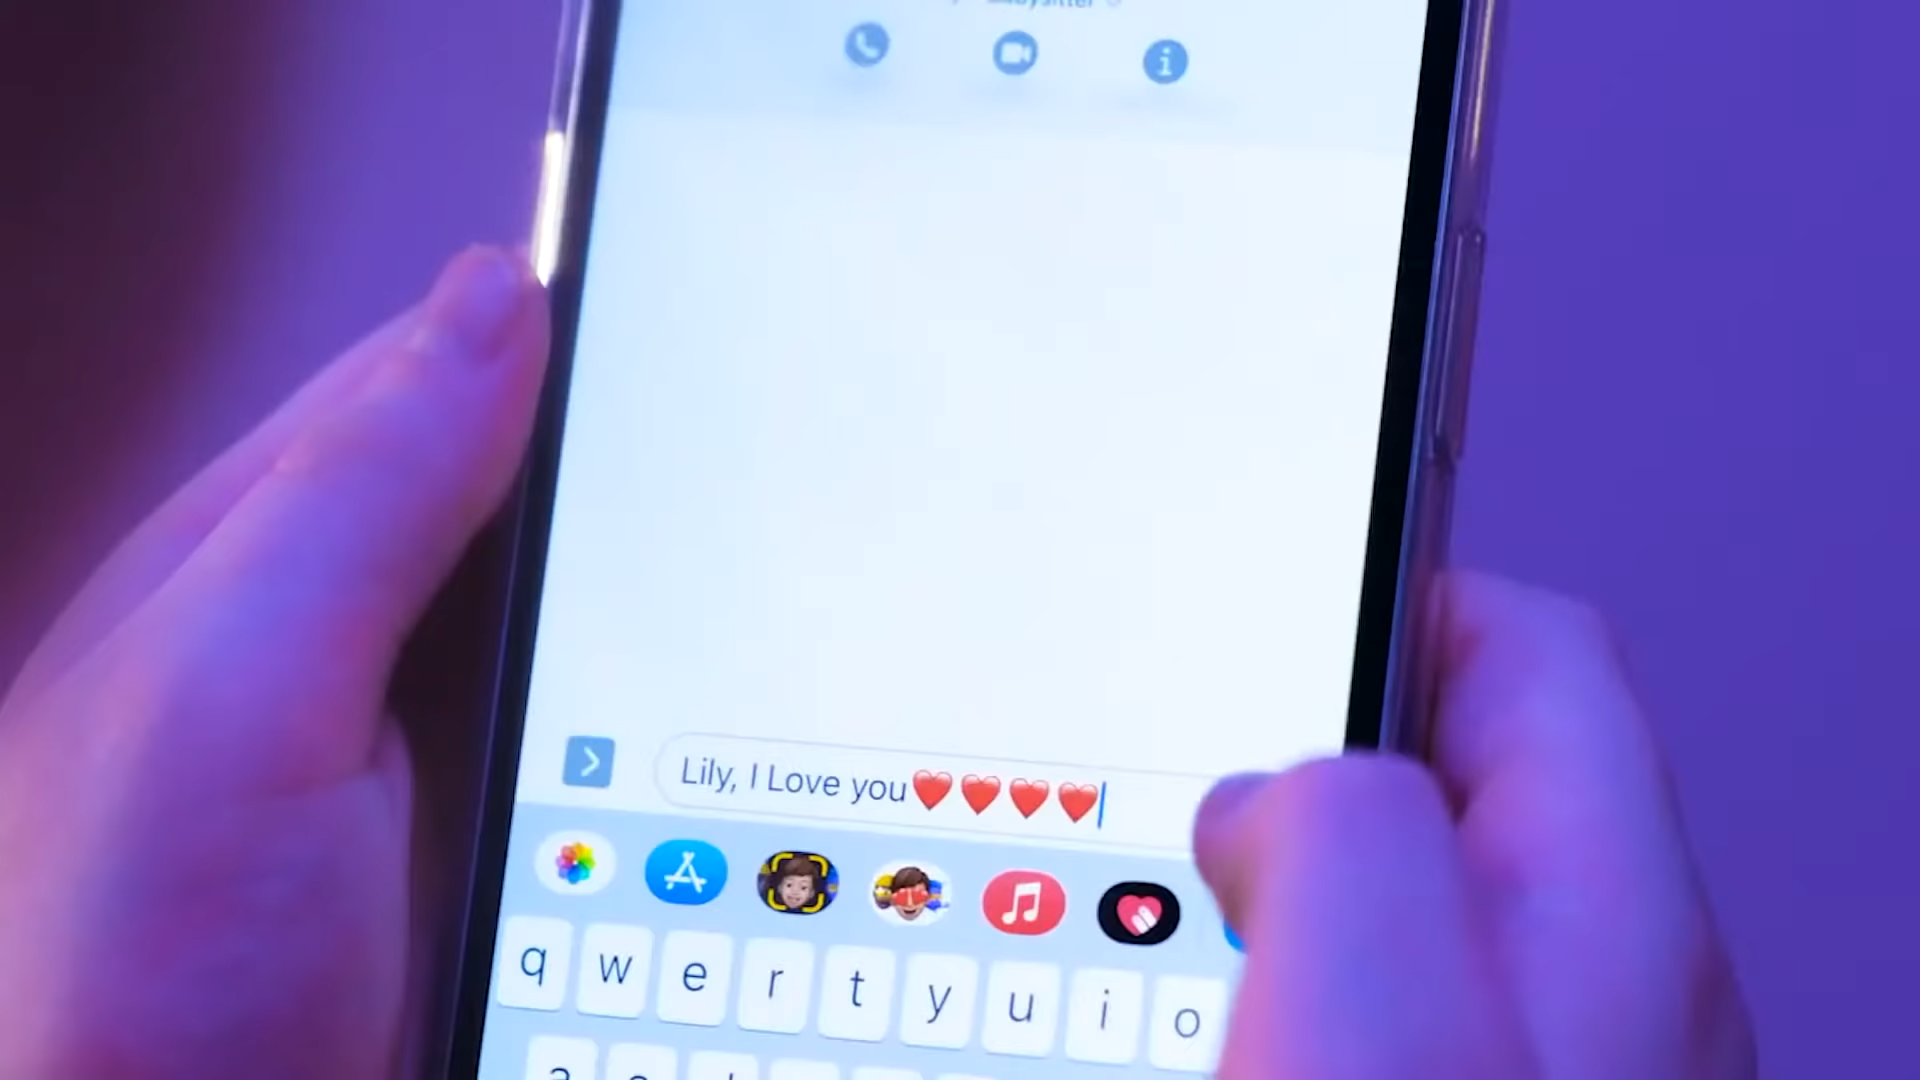 Lily, I Love you❤️❤️❤️❤️
q w e r t y u i o
a